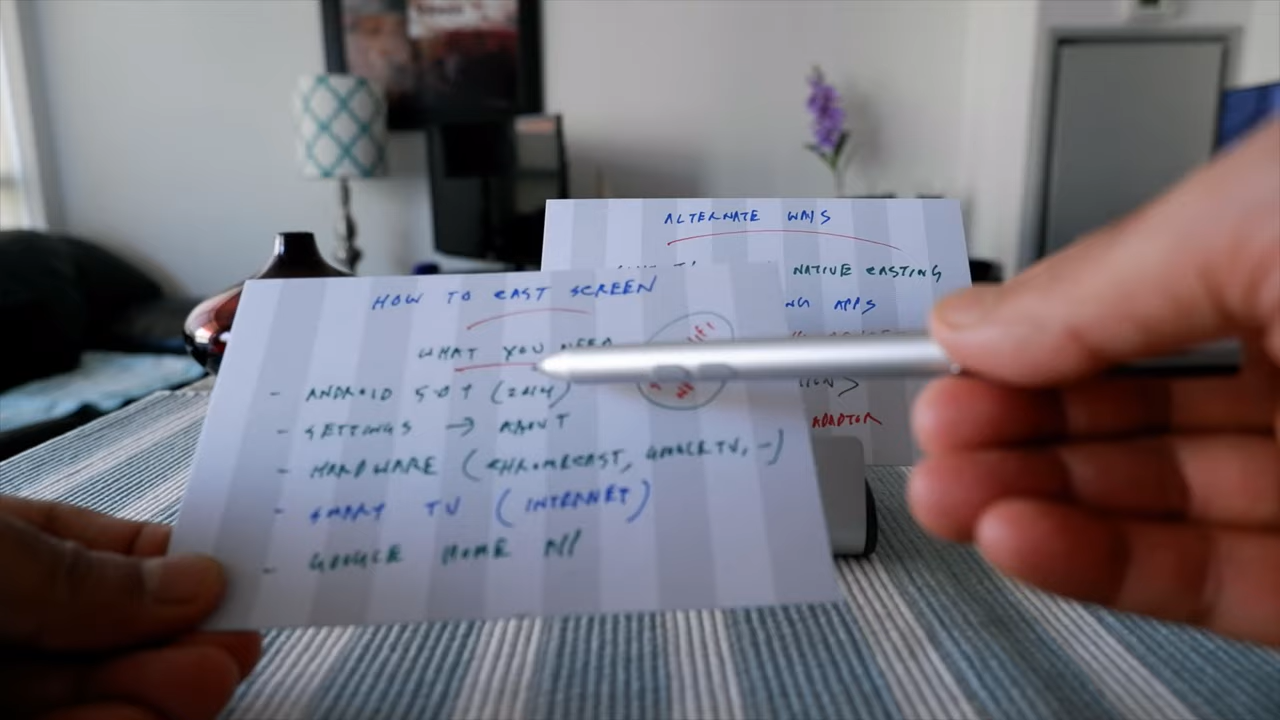 HOW TO CAST SCREEN
WHAT YOU NEED
- ANDROID 5.0+ (2014)
- SETTINGS → ABOUT
- HARDWARE (CHROMECAST, GOOGLE TV, -)
- SMART TV (INTERNET)
- GOOGLE HOME
ALTERNATE WAYS
NATIVE CASTING
APPS
ADAPTOR